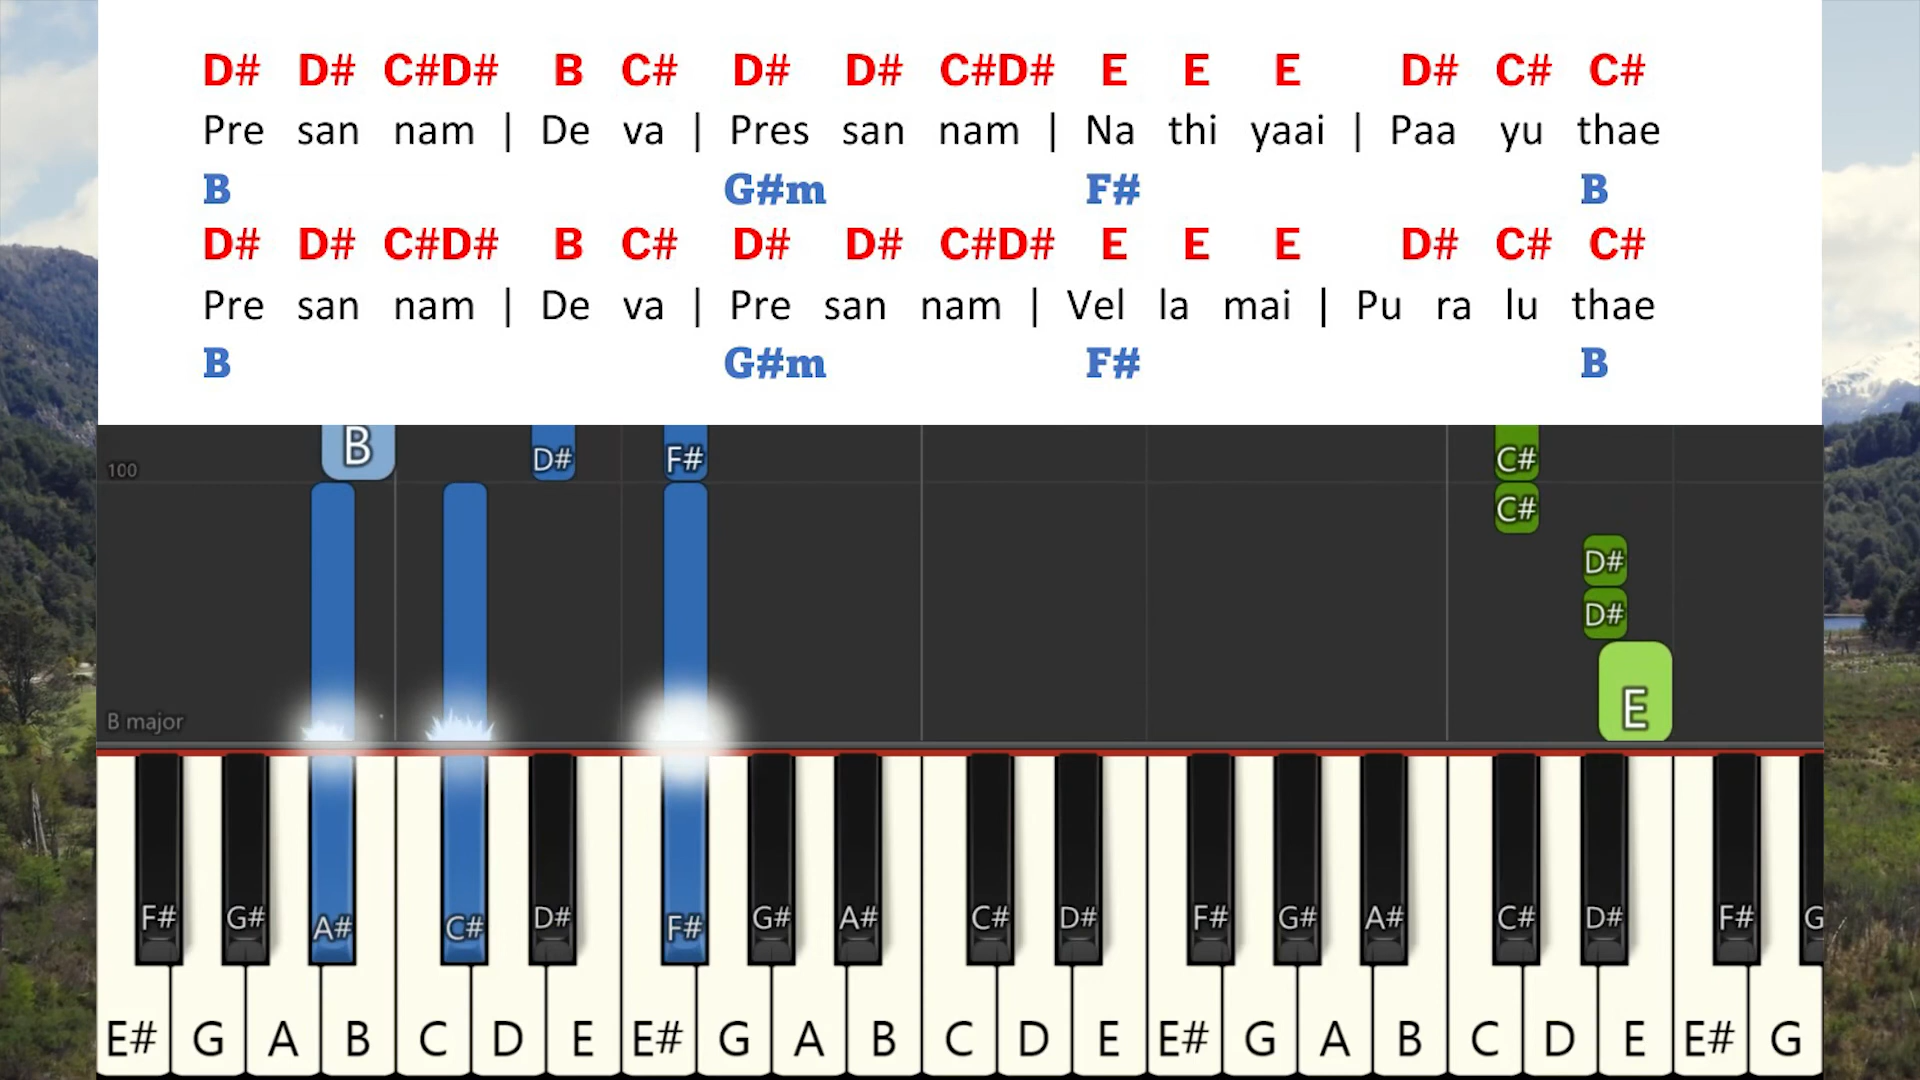 D# D# C#D# B C# D# D# C#D# E E E D# C# C#
Pre san nam | De va | Pres san nam | Na thi yaai | Paa yu thae
B G#m F# B
D# D# C#D# B C# D# D# C#D# E E E D# C# C#
Pre san nam | De va | Pre san nam | Vel la mai | Pu ra lu thae
B G#m F# B
B D# F# C#
100
C#
D#
D#
B major E
F# G# A# C# D# F# G# A# C# D# F# G# A# C# D# F# G
E# G A B C D E E# G A B C D E E# G A B C D E E# G